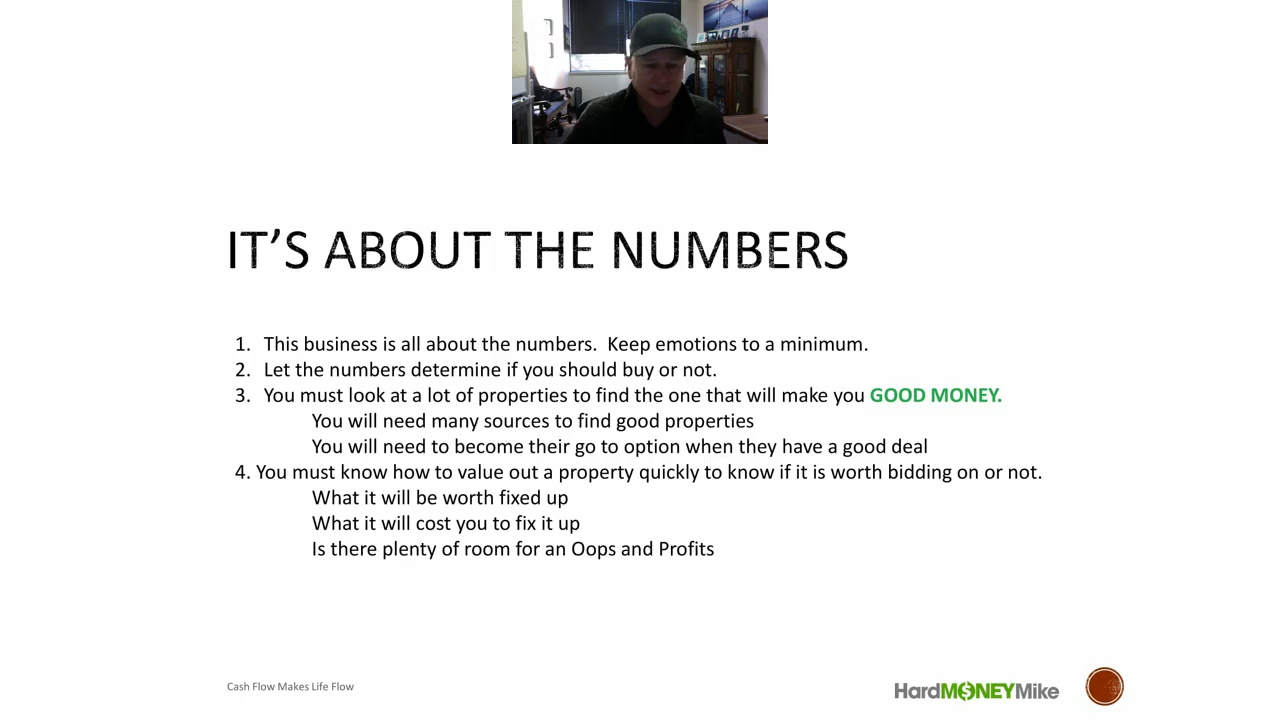 IT'S ABOUT THE NUMBERS
1. This business is all about the numbers.  Keep emotions to a minimum.
2. Let the numbers determine if you should buy or not.
3. You must look at a lot of properties to find the one that will make you GOOD MONEY.
You will need many sources to find good properties
You will need to become their go to option when they have a good deal
4. You must know how to value out a property quickly to know if it is worth bidding on or not.
What it will be worth fixed up
What it will cost you to fix it up
Is there plenty of room for an Oops and Profits
Cash Flow Makes Life Flow
HardMONEYMike